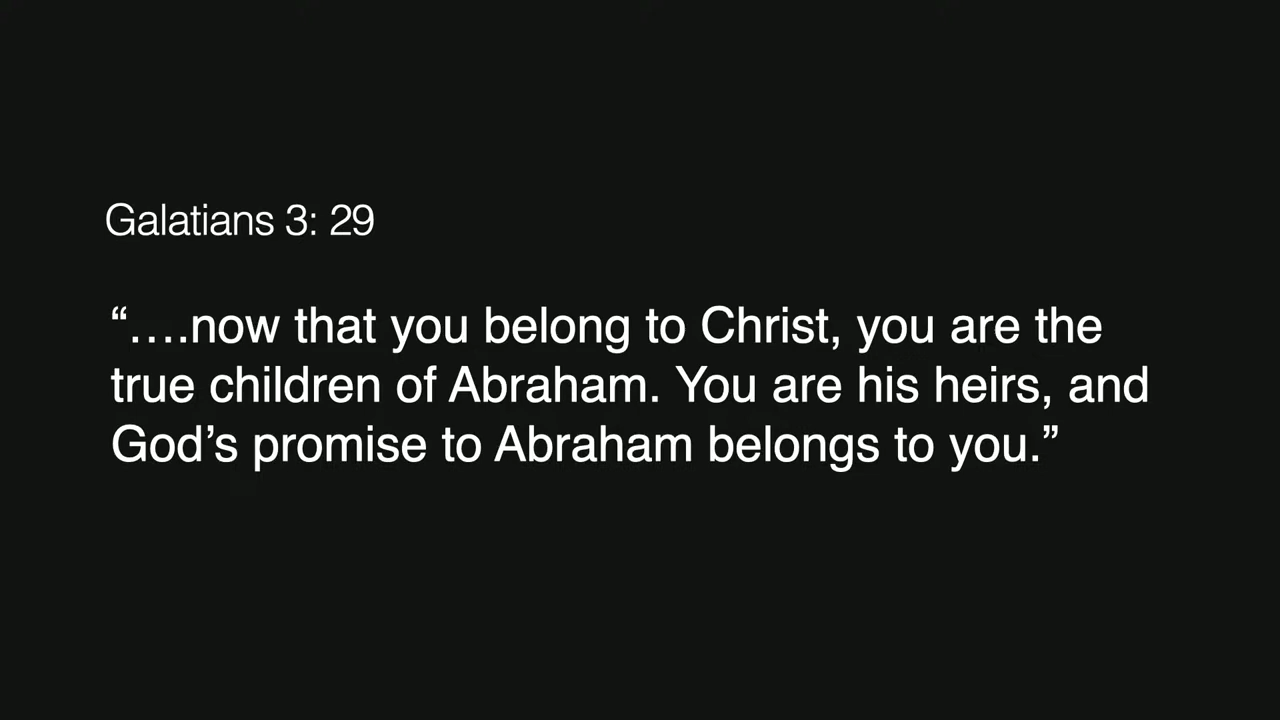 Galatians 3: 29
“….now that you belong to Christ, you are the
true children of Abraham. You are his heirs, and
God’s promise to Abraham belongs to you.”